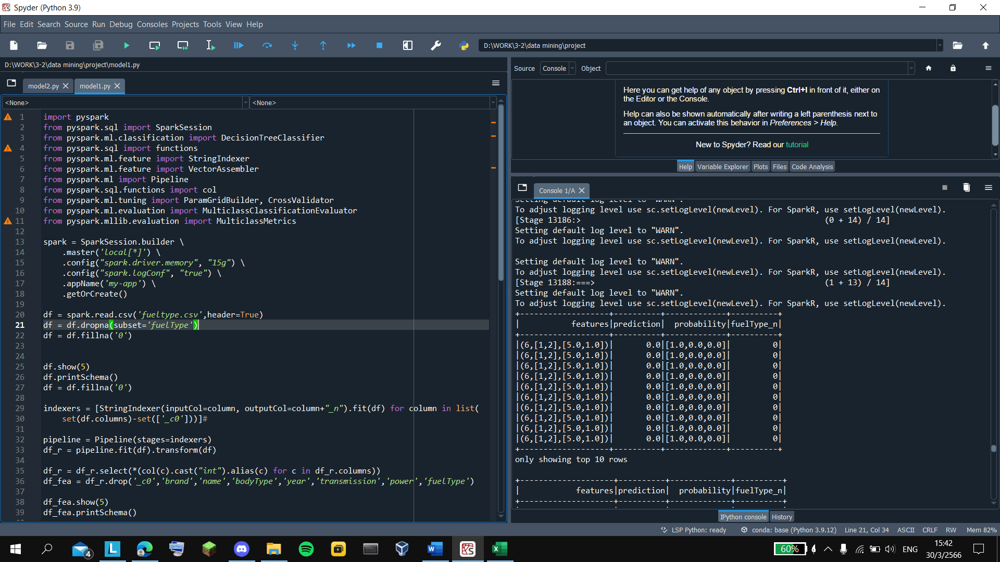 Spyder (Python 3.9)
File Edit Search Source Run Debug Consoles Projects Tools View Help
D:\WORK\3-2\data mining\project
D:\WORK\3-2\data mining\project\model1.py
model2.py
model1.py
<None>
<None>
1 import pyspark
2 from pyspark.sql import SparkSession
3 from pyspark.ml.classification import DecisionTreeClassifier
4 from pyspark.sql import functions
5 from pyspark.ml.feature import StringIndexer
6 from pyspark.ml.feature import VectorAssembler
7 from pyspark.ml import Pipeline
8 from pyspark.sql.functions import col
9 from pyspark.ml.tuning import ParamGridBuilder, CrossValidator
10 from pyspark.ml.evaluation import MulticlassClassificationEvaluator
11 from pyspark.mllib.evaluation import MulticlassMetrics
12
13 spark = SparkSession.builder \
14 .master('local[*]') \
15 .config("spark.driver.memory", "15g") \
16 .config("spark.logConf", "true") \
17 .appName('my-app') \
18 .getOrCreate()
19
20 df = spark.read.csv('fueltype.csv',header=True)
21 df = df.dropna(subset='fuelType')
22 df = df.fillna('0')
23
24
25 df.show(5)
26 df.printSchema()
27 df = df.fillna('0')
28
29 indexers = [StringIndexer(inputCol=column, outputCol=column+"_n").fit(df) for column in list(
30 set(df.columns)-set(['_c0']))]#
31
32 pipeline = Pipeline(stages=indexers)
33 df_r = pipeline.fit(df).transform(df)
34
35 df_r = df_r.select(*(col(c).cast("int").alias(c) for c in df_r.columns))
36 df_fea = df_r.drop('_c0','brand','name','bodyType','year','transmission','power','fuelType')
37
38 df_fea.show(5)
39 df_fea.printSchema()
Source Console Object
Here you can get help of any object by pressing Ctrl+I in front of it, either on
the Editor or the Console.
Help can also be shown automatically after writing a left parenthesis next to
an object. You can activate this behavior in Preferences > Help.
New to Spyder? Read our tutorial
Help Variable Explorer Plots Files Code Analysis
Console 1/A
Setting default log level to "WARN".
To adjust logging level use sc.setLogLevel(newLevel). For SparkR, use setLogLevel(newLevel).
[Stage 13186:> (0 + 14) / 14]
Setting default log level to "WARN".
To adjust logging level use sc.setLogLevel(newLevel). For SparkR, use setLogLevel(newLevel).
Setting default log level to "WARN".
To adjust logging level use sc.setLogLevel(newLevel). For SparkR, use setLogLevel(newLevel).
[Stage 13188:===> (1 + 13) / 14]
Setting default log level to "WARN".
To adjust logging level use sc.setLogLevel(newLevel). For SparkR, use setLogLevel(newLevel).
+-------------------+----------+-------------+----------+
| features|prediction| probability|fuelType_n|
+-------------------+----------+-------------+----------+
|(6,[1,2],[5.0,1.0])| 0.0|[1.0,0.0,0.0]| 0|
|(6,[1,2],[5.0,1.0])| 0.0|[1.0,0.0,0.0]| 0|
|(6,[1,2],[5.0,1.0])| 0.0|[1.0,0.0,0.0]| 0|
|(6,[1,2],[5.0,1.0])| 0.0|[1.0,0.0,0.0]| 0|
|(6,[1,2],[5.0,1.0])| 0.0|[1.0,0.0,0.0]| 0|
|(6,[1,2],[5.0,1.0])| 0.0|[1.0,0.0,0.0]| 0|
|(6,[1,2],[5.0,1.0])| 0.0|[1.0,0.0,0.0]| 0|
|(6,[1,2],[5.0,1.0])| 0.0|[1.0,0.0,0.0]| 0|
|(6,[1,2],[5.0,1.0])| 0.0|[1.0,0.0,0.0]| 0|
|(6,[1,2],[5.0,1.0])| 0.0|[1.0,0.0,0.0]| 0|
+-------------------+----------+-------------+----------+
only showing top 10 rows
+--------------------+----------+-------------+----------+
| features|prediction| probability|fuelType_n|
+--------------------+----------+-------------+----------+
IPython console History
LSP Python: ready conda: base (Python 3.9.12) Line 21, Col 34 ASCII CRLF RW Mem 82%
4
60%
ENG
15:42
30/3/2566